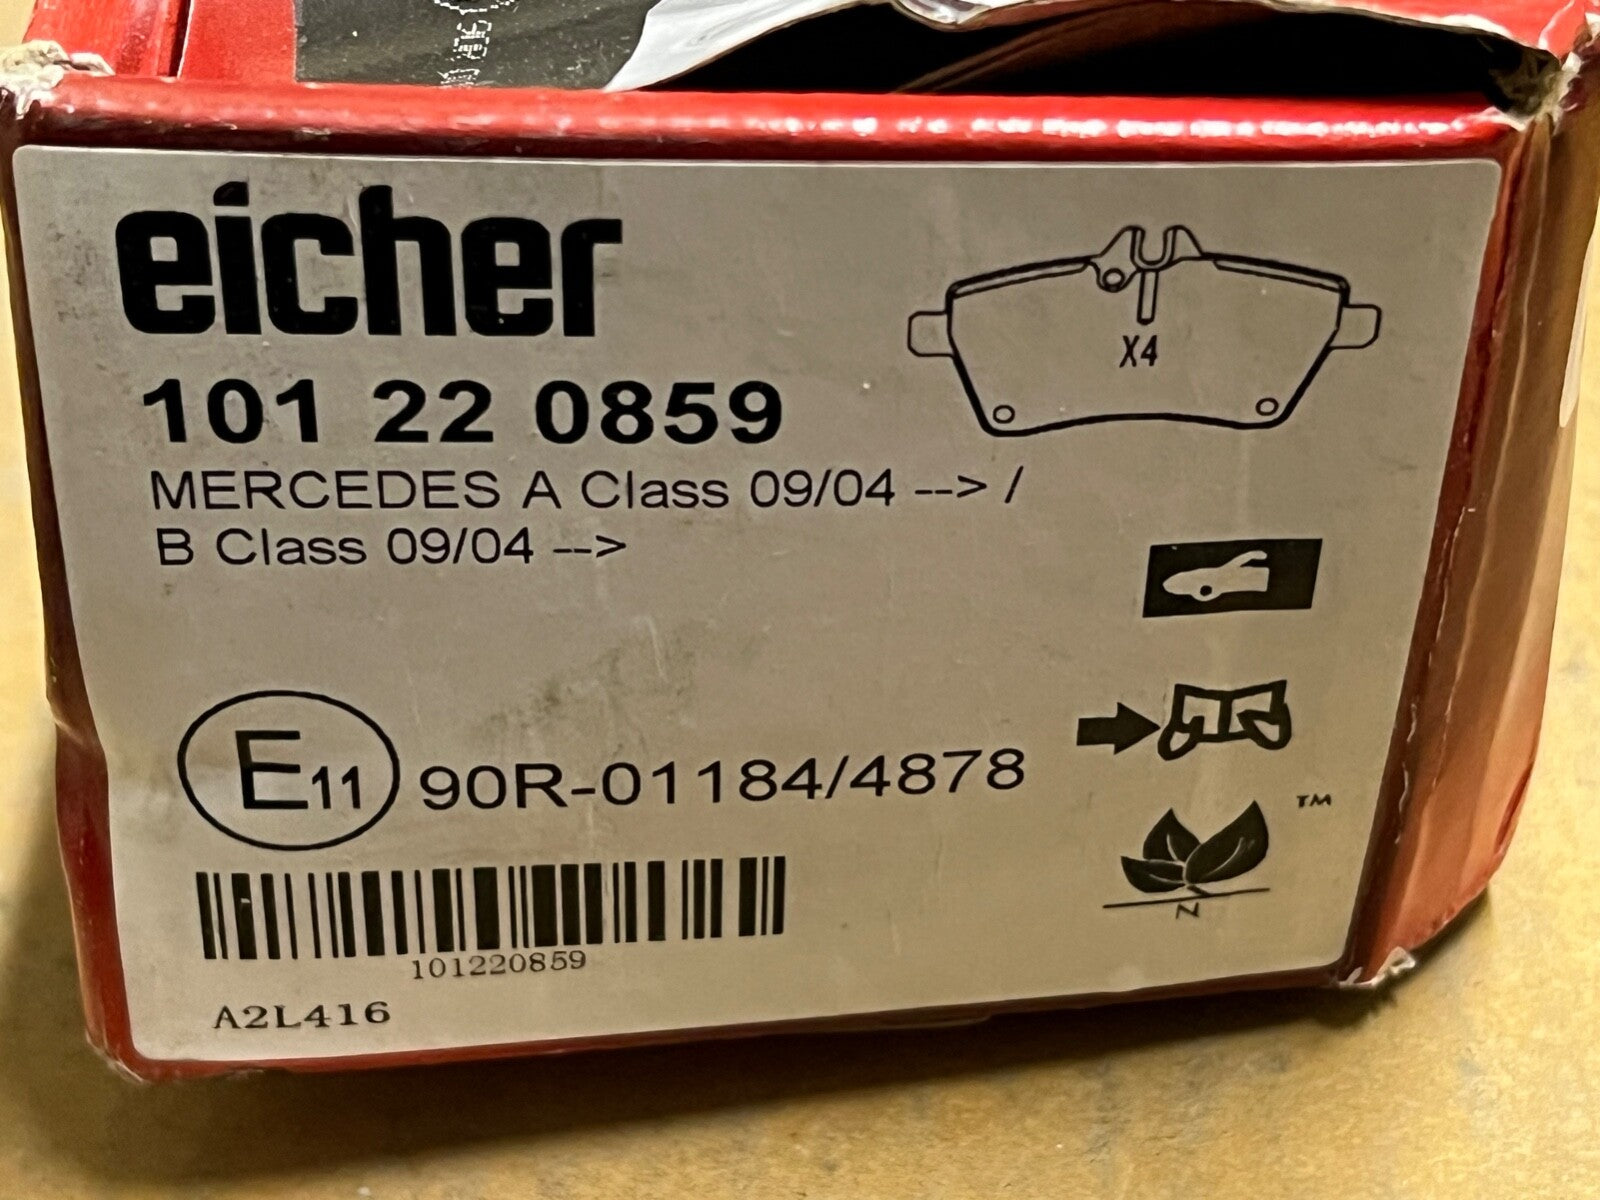 eicher
101 22 0859
MERCEDES A Class 09/04 --> /
B Class 09/04 -->
X4
E11 90R-01184/4878
TM
N
101220859
A2L416